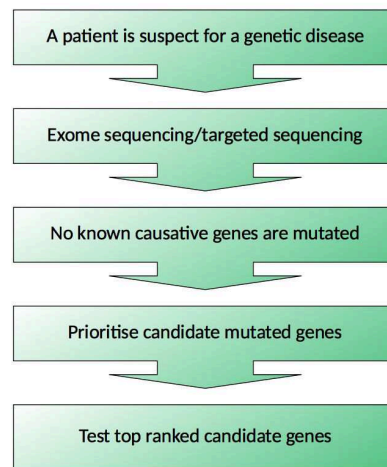 A patient is suspect for a genetic disease
Exome sequencing/targeted sequencing
No known causative genes are mutated
Prioritise candidate mutated genes
Test top ranked candidate genes